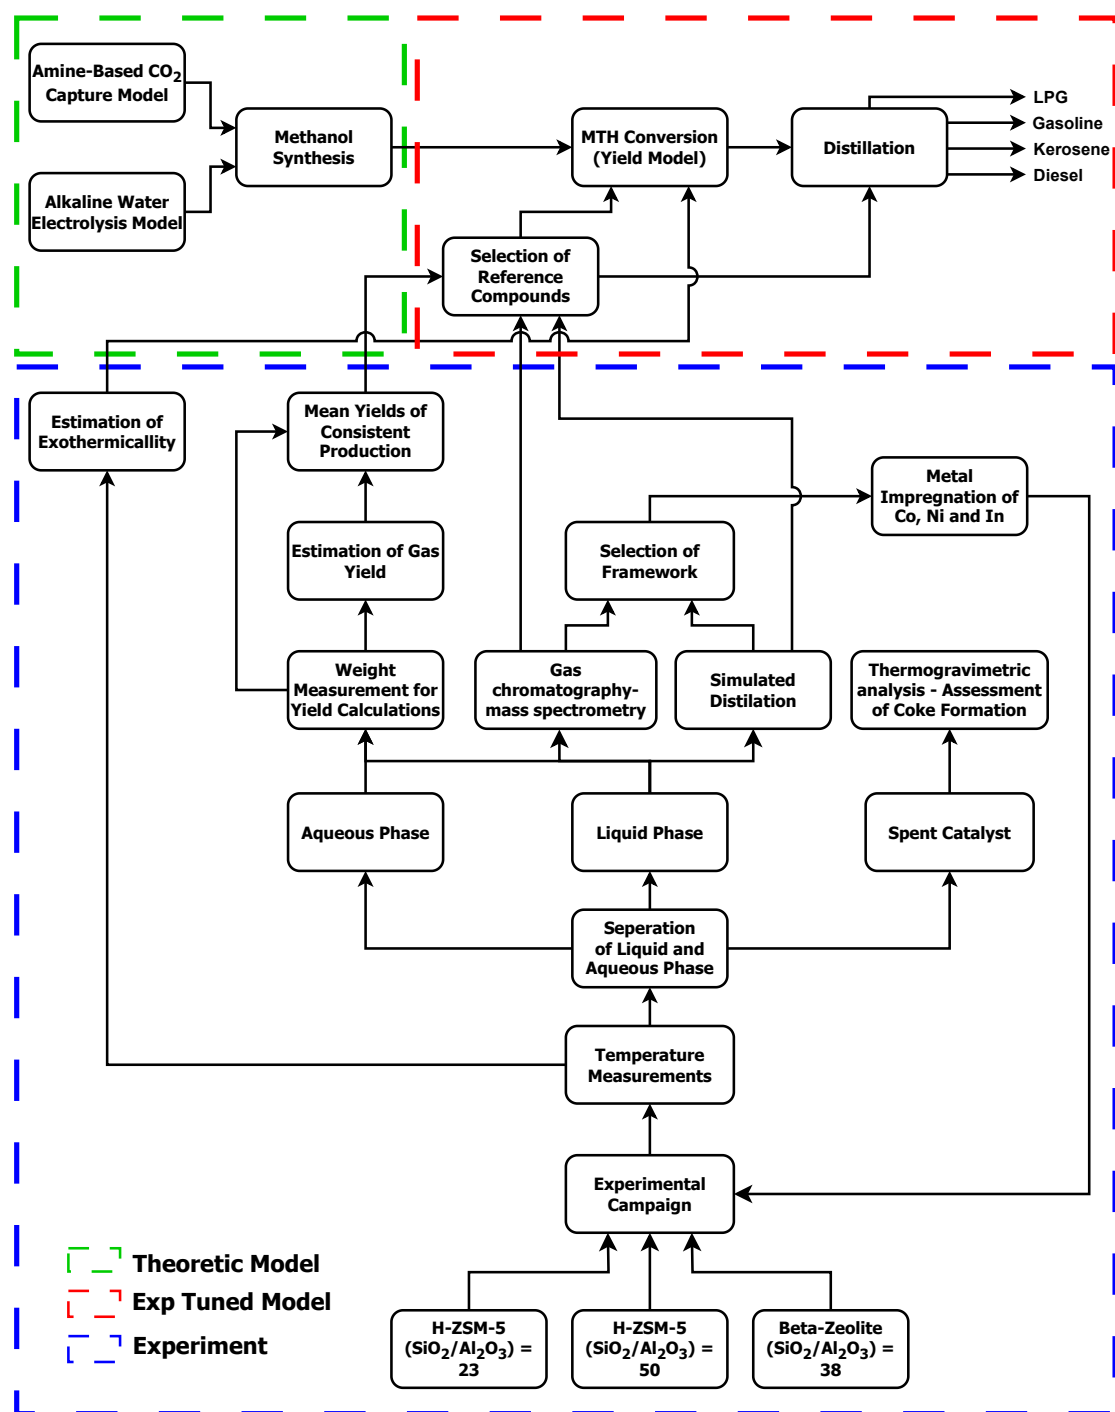 Amine-Based CO₂
Capture Model
Methanol
Synthesis
Alkaline Water
Electrolysis Model
MTH Conversion
(Yield Model)
Distillation
LPG
Gasoline
Kerosene
Diesel
Selection of
Reference
Compounds
Estimation of
Exothermicallity
Mean Yields of
Consistent
Production
Metal
Impregnation of
Co, Ni and In
Estimation of Gas
Yield
Selection of
Framework
Weight
Measurement for
Yield Calculations
Gas
chromatography-
mass spectrometry
Simulated
Distilation
Thermogravimetric
analysis - Assessment
of Coke Formation
Aqueous Phase
Liquid Phase
Spent Catalyst
Seperation
of Liquid and
Aqueous Phase
Temperature
Measurements
Experimental
Campaign
Theoretic Model
Exp Tuned Model
Experiment
H-ZSM-5
(SiO₂/Al₂O₃) =
23
H-ZSM-5
(SiO₂/Al₂O₃) =
50
Beta-Zeolite
(SiO₂/Al₂O₃) =
38